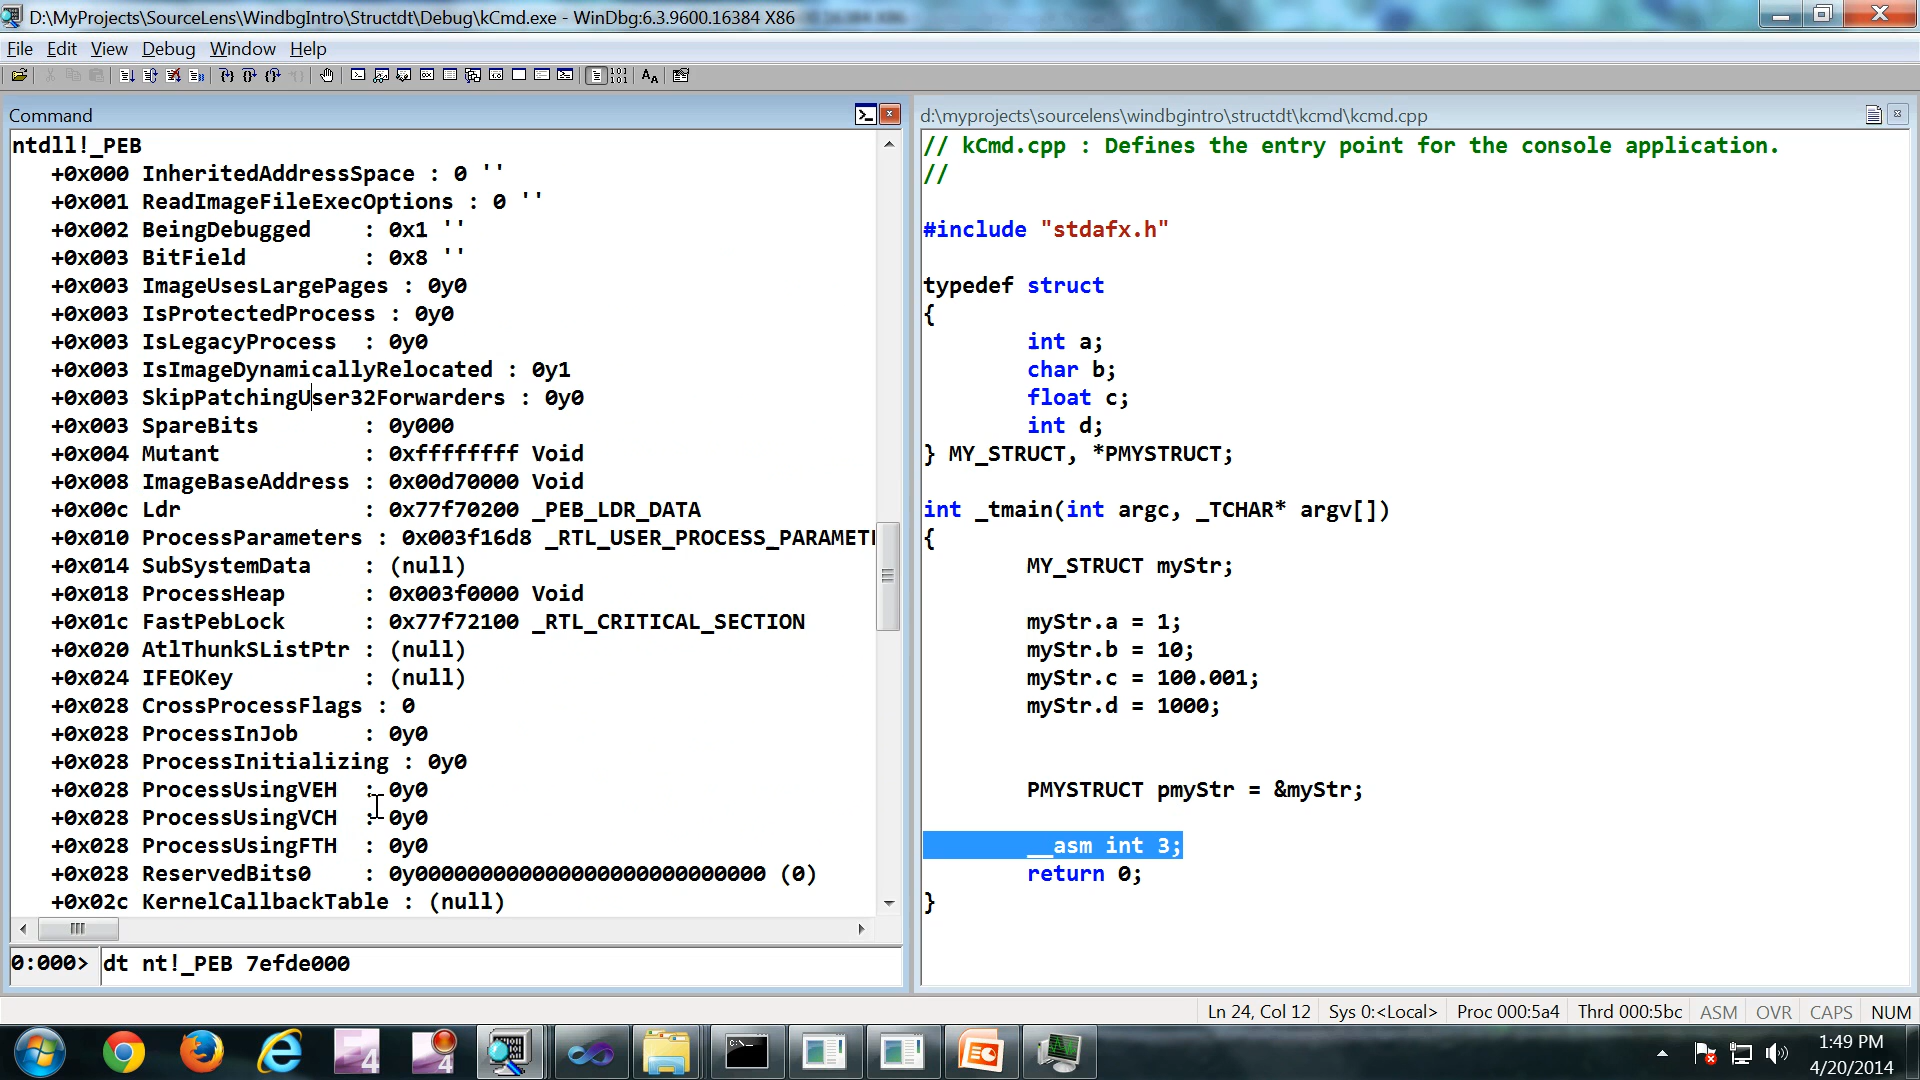 D:\MyProjects\SourceLens\WindbgIntro\Structdt\Debug\kCmd.exe - WinDbg:6.3.9600.16384 X86
File Edit View Debug Window Help
Command
ntdll!_PEB
+0x000 InheritedAddressSpace : 0 ''
+0x001 ReadImageFileExecOptions : 0 ''
+0x002 BeingDebugged : 0x1 ''
+0x003 BitField : 0x8 ''
+0x003 ImageUsesLargePages : 0y0
+0x003 IsProtectedProcess : 0y0
+0x003 IsLegacyProcess : 0y0
+0x003 IsImageDynamicallyRelocated : 0y1
+0x003 SkipPatchingUser32Forwarders : 0y0
+0x003 SpareBits : 0y000
+0x004 Mutant : 0xffffffff Void
+0x008 ImageBaseAddress : 0x00d70000 Void
+0x00c Ldr : 0x77f70200 _PEB_LDR_DATA
+0x010 ProcessParameters : 0x003f16d8 _RTL_USER_PROCESS_PARAMET
+0x014 SubSystemData : (null)
+0x018 ProcessHeap : 0x003f0000 Void
+0x01c FastPebLock : 0x77f72100 _RTL_CRITICAL_SECTION
+0x020 AtlThunkSListPtr : (null)
+0x024 IFEOKey : (null)
+0x028 CrossProcessFlags : 0
+0x028 ProcessInJob : 0y0
+0x028 ProcessInitializing : 0y0
+0x028 ProcessUsingVEH : 0y0
+0x028 ProcessUsingVCH : 0y0
+0x028 ProcessUsingFTH : 0y0
+0x028 ReservedBits0 : 0y000000000000000000000000000 (0)
+0x02c KernelCallbackTable : (null)
0:000> dt nt!_PEB 7efde000
d:\myprojects\sourcelens\windbgintro\structdt\kcmd\kcmd.cpp
// kCmd.cpp : Defines the entry point for the console application.
//
#include "stdafx.h"
typedef struct
{
int a;
char b;
float c;
int d;
} MY_STRUCT, *PMYSTRUCT;
int _tmain(int argc, _TCHAR* argv[])
{
MY_STRUCT myStr;
myStr.a = 1;
myStr.b = 10;
myStr.c = 100.001;
myStr.d = 1000;
PMYSTRUCT pmyStr = &myStr;
__asm int 3;
return 0;
}
Ln 24, Col 12 Sys 0:<Local> Proc 000:5a4 Thrd 000:5bc ASM OVR CAPS NUM
1:49 PM
4/20/2014